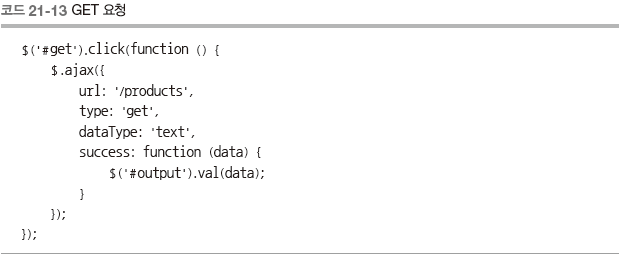 코드 21-13 GET 요청
$('#get').click(function () {
    $.ajax({
        url: '/products',
        type: 'get',
        dataType: 'text',
        success: function (data) {
            $('#output').val(data);
        }
    });
});